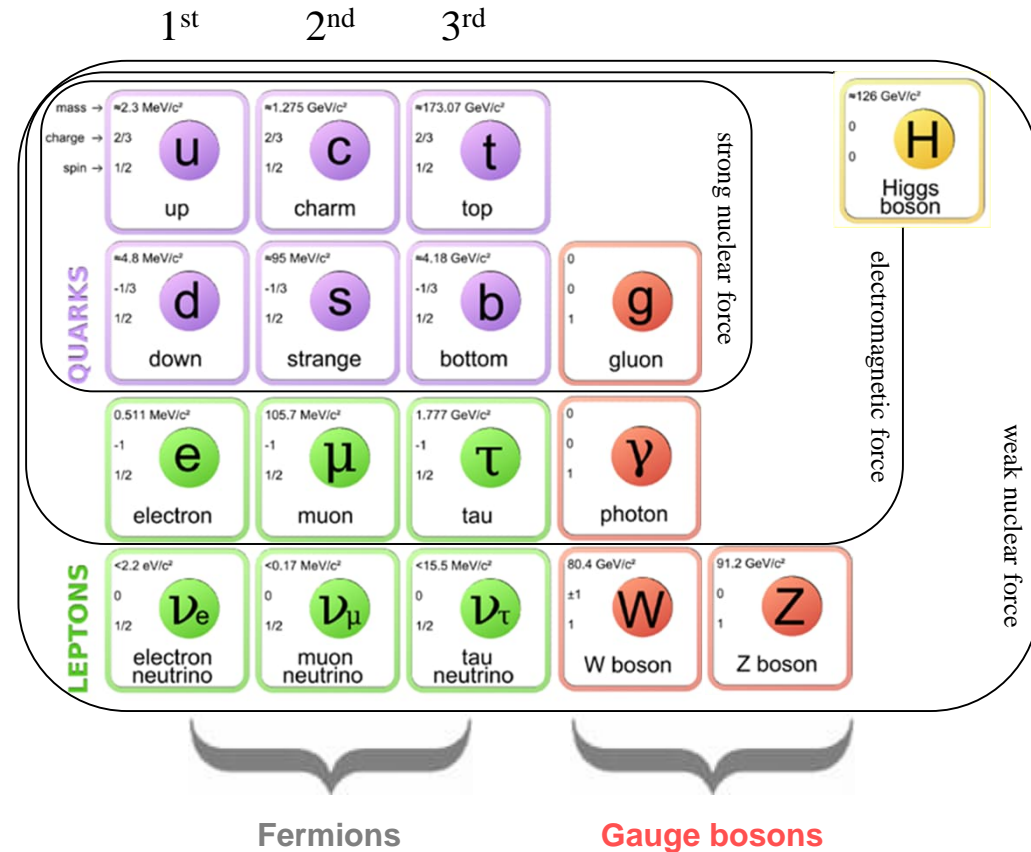 1st 2nd 3rd
mass → ≈2.3 MeV/c²
charge → 2/3
spin → 1/2
u
up
≈1.275 GeV/c²
2/3
1/2
c
charm
≈173.07 GeV/c²
2/3
1/2
t
top
strong nuclear force
≈126 GeV/c²
0
0
H
Higgs
boson
QUARKS
≈4.8 MeV/c²
-1/3
1/2
d
down
≈95 MeV/c²
-1/3
1/2
s
strange
≈4.18 GeV/c²
-1/3
1/2
b
bottom
0
0
1
g
gluon
electromagnetic force
0.511 MeV/c²
-1
1/2
e
electron
105.7 MeV/c²
-1
1/2
μ
muon
1.777 GeV/c²
-1
1/2
τ
tau
0
0
1
γ
photon
weak nuclear force
LEPTONS
<2.2 eV/c²
0
1/2
νe
electron
neutrino
<0.17 MeV/c²
0
1/2
νμ
muon
neutrino
<15.5 MeV/c²
0
1/2
ντ
tau
neutrino
80.4 GeV/c²
±1
1
W
W boson
91.2 GeV/c²
0
1
Z
Z boson
Fermions
Gauge bosons